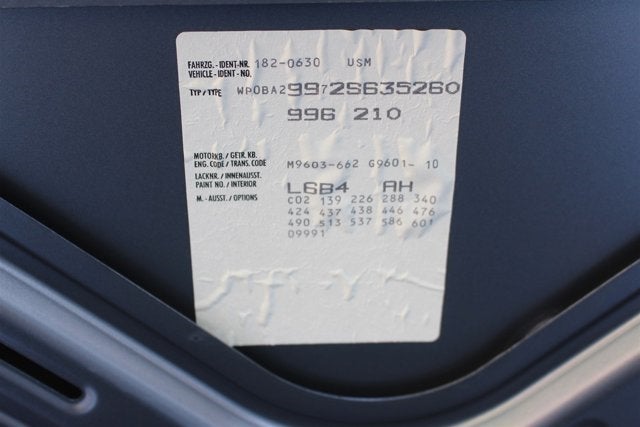 FAHRZG.-IDENT-NR. 182-0630 USM
VEHICLE-IDENT-NO.
TYP/TYPE WP0BA29972S635260
996 210
MOTORKB./GETR. KB. M9603-662 G9601- 10
ENG. CODE/TRANS. CODE
LACKNR./INNENAUSST. L6B4 AH
PAINT NO./INTERIOR
M.-AUSST./OPTIONS C02 139 226 288 340
424 437 438 446 476
490 513 537 586 601
09991